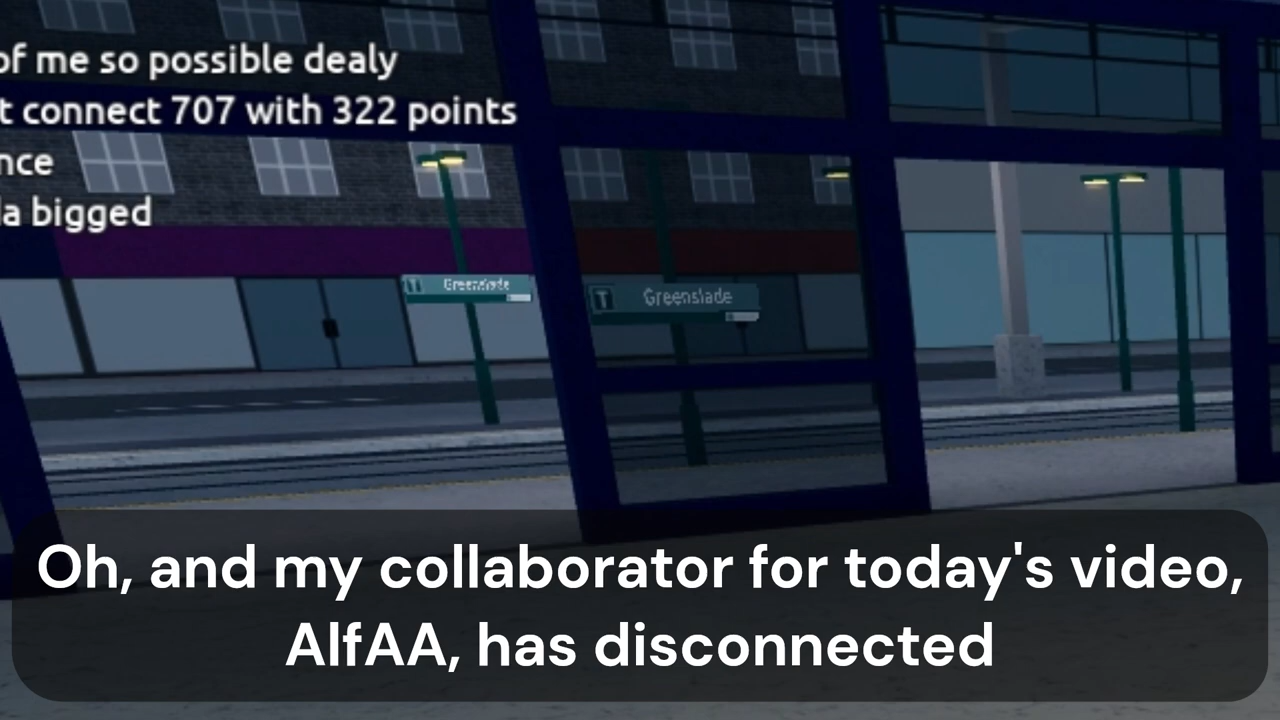 of me so possible dealy
t connect 707 with 322 points
nce
la bigged
Greenslade
T Greenslade
Oh, and my collaborator for today's video,
AlfAA, has disconnected